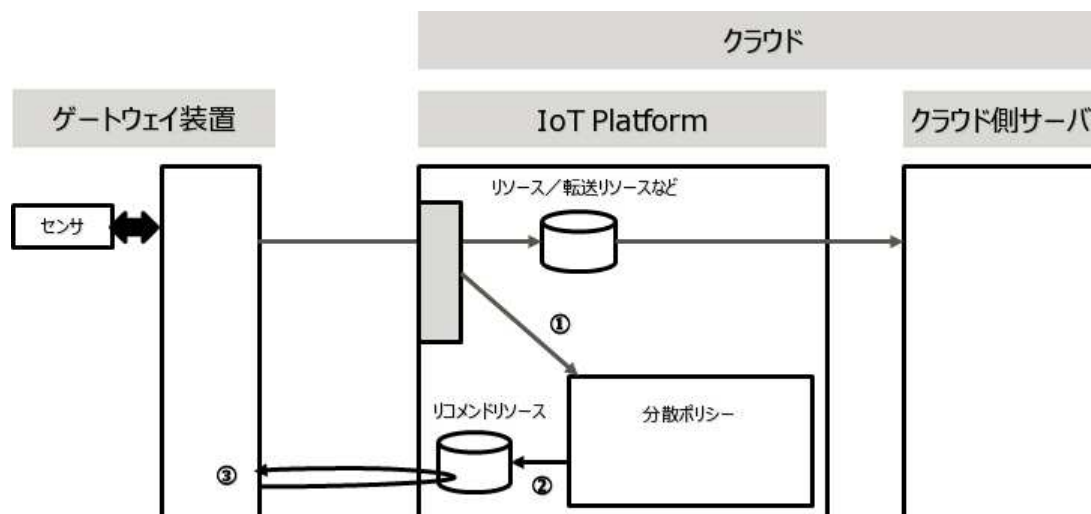 クラウド
ゲートウェイ装置
IoT Platform
クラウド側サーバ
リソース／転送リソースなど
センサ
①
リコメンドリソース
分散ポリシー
③
②